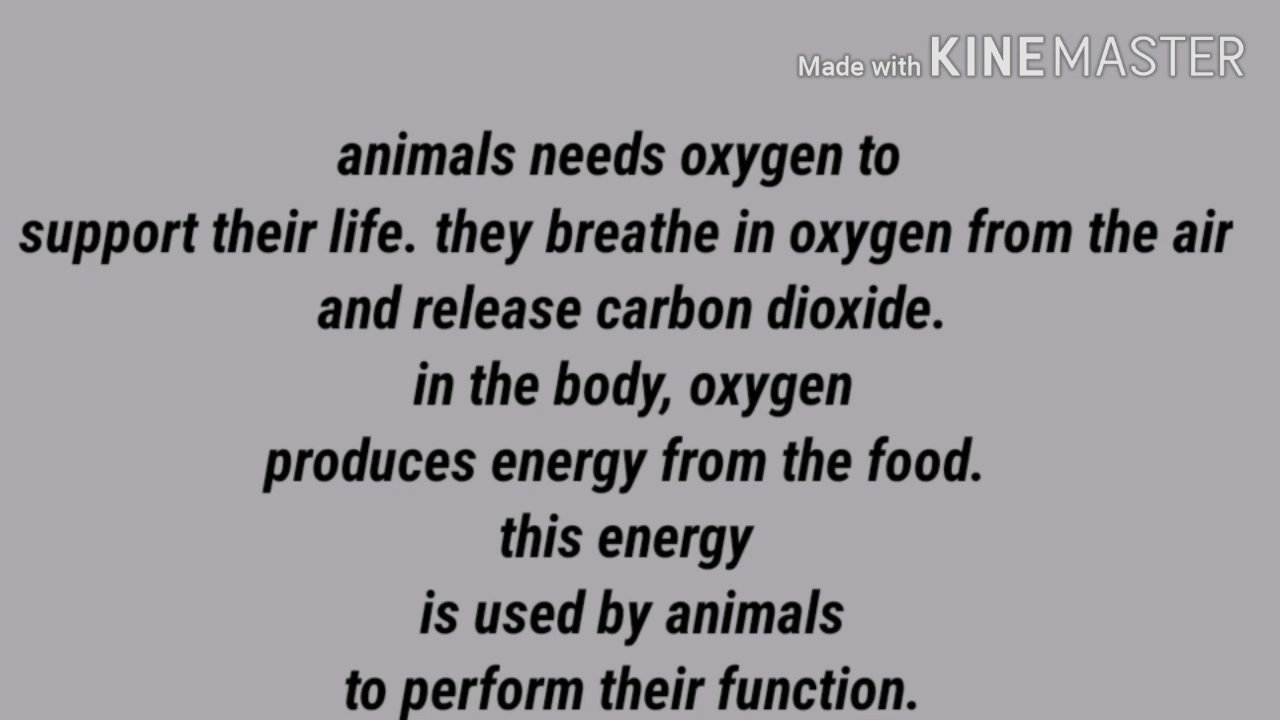 Made with KINEMASTER
animals needs oxygen to
support their life. they breathe in oxygen from the air
and release carbon dioxide.
in the body, oxygen
produces energy from the food.
this energy
is used by animals
to perform their function.